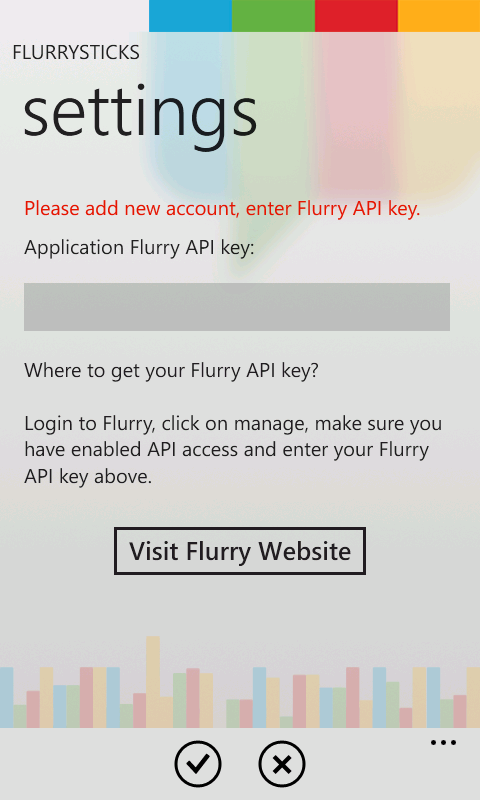 FLURRYSTICKS
settings
Please add new account, enter Flurry API key.
Application Flurry API key:
Where to get your Flurry API key?
Login to Flurry, click on manage, make sure you
have enabled API access and enter your Flurry
API key above.
Visit Flurry Website